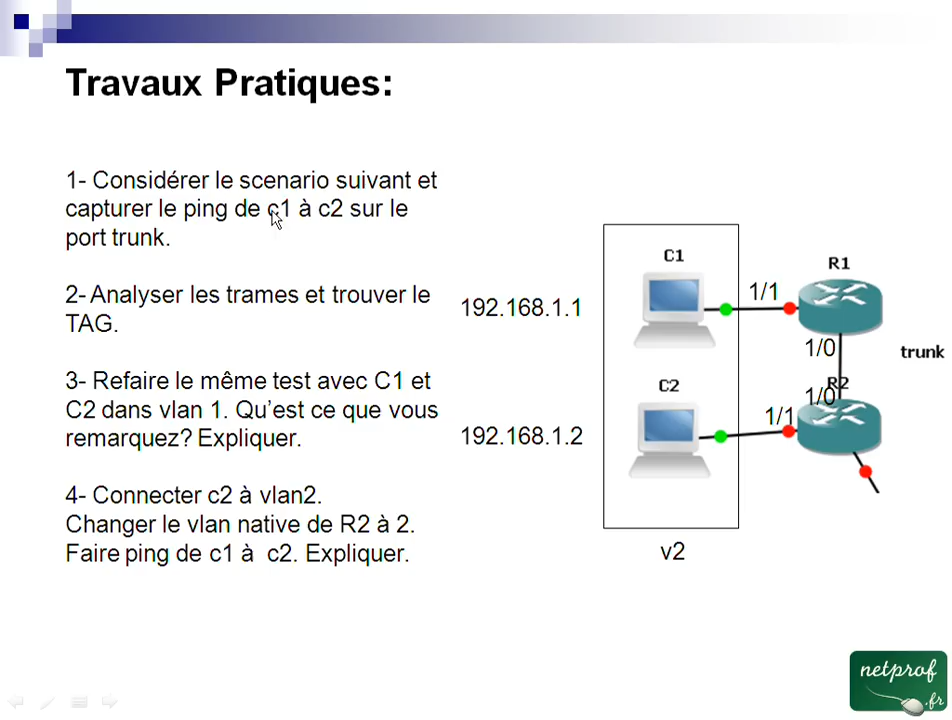 Travaux Pratiques:
1- Considérer le scenario suivant et
capturer le ping de c1 à c2 sur le
port trunk.
2- Analyser les trames et trouver le
TAG.
3- Refaire le même test avec C1 et
C2 dans vlan 1. Qu'est ce que vous
remarquez? Expliquer.
4- Connecter c2 à vlan2.
Changer le vlan native de R2 à 2.
Faire ping de c1 à c2. Expliquer.
C1
R1
1/1
192.168.1.1
1/0
trunk
C2
R2
1/0
1/1
192.168.1.2
v2
netprof
.fr